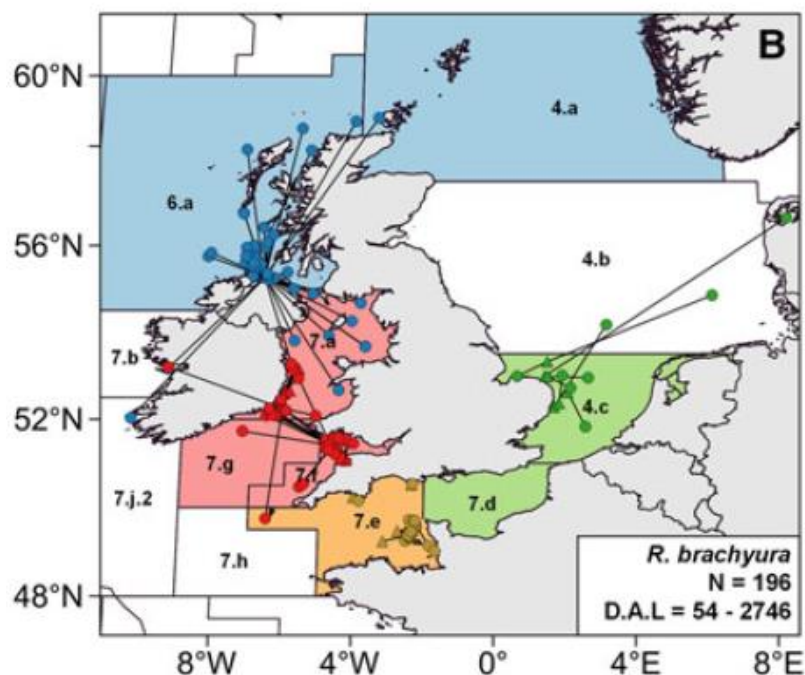 B
60°N
4.a
6.a
56°N
4.b
7.a
7.b
52°N
4.c
7.g
7.f
7.j.2
7.d
7.e
7.h
R. brachyura
N = 196
D.A.L = 54 - 2746
48°N
8°W 4°W 0° 4°E 8°E